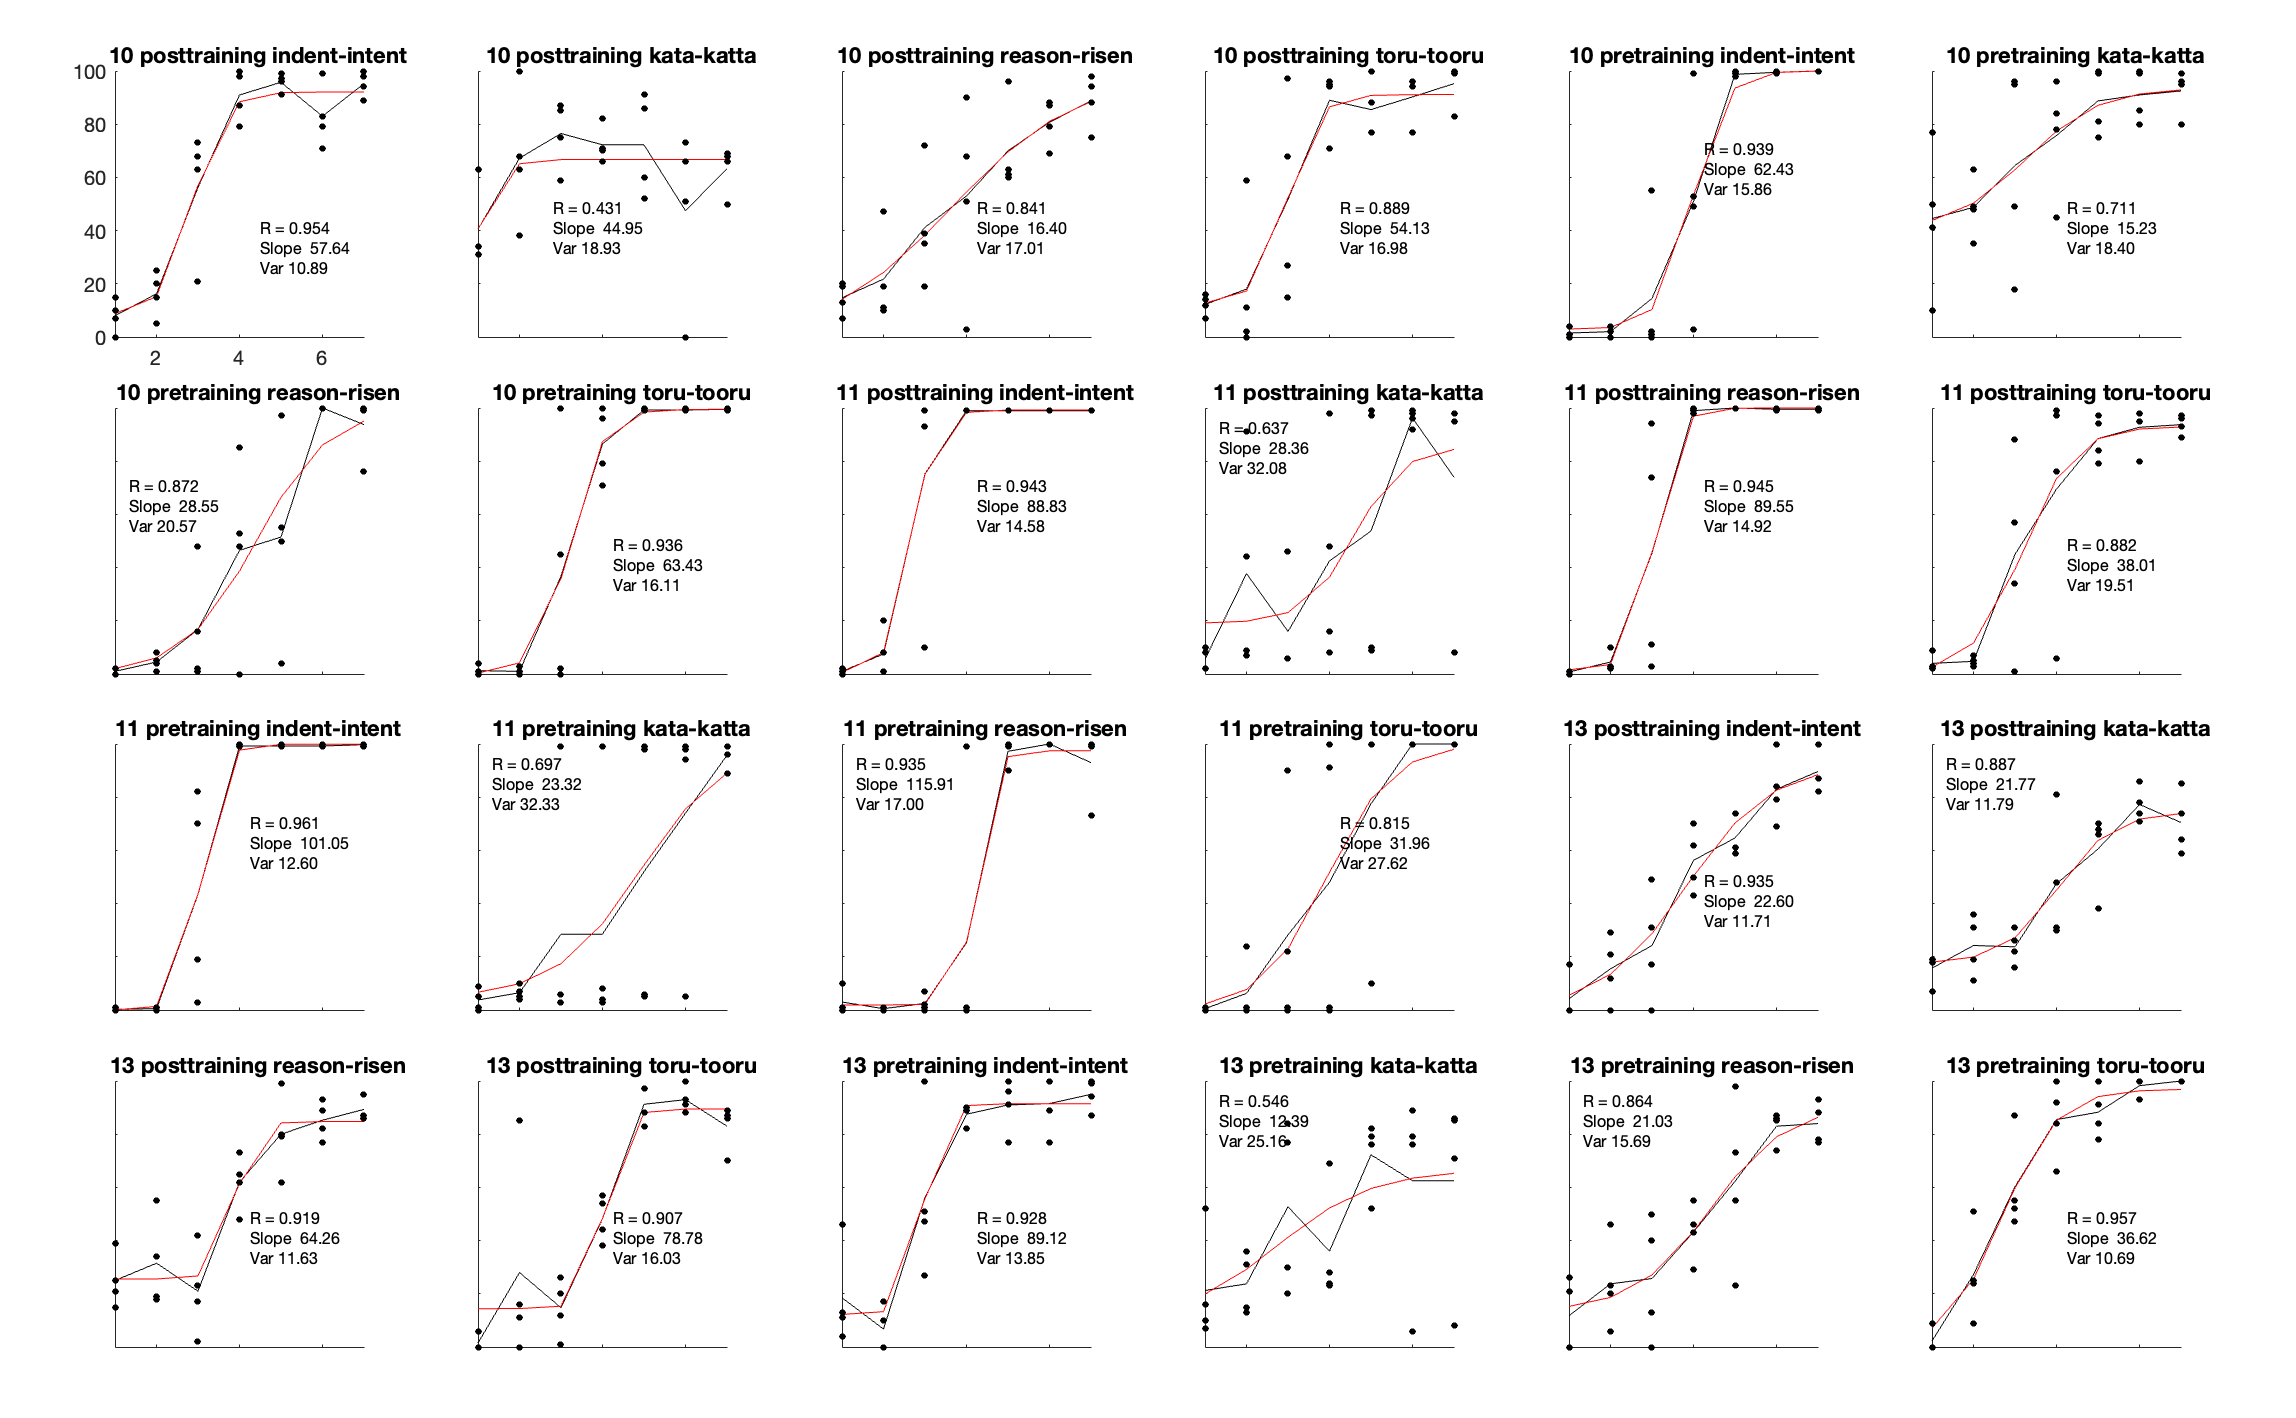 10 posttraining indent-intent
100
80
60
40
20
0
2 4 6
R = 0.954
Slope 57.64
Var 10.89
10 posttraining kata-katta
R = 0.431
Slope 44.95
Var 18.93
10 posttraining reason-risen
R = 0.841
Slope 16.40
Var 17.01
10 posttraining toru-tooru
R = 0.889
Slope 54.13
Var 16.98
10 pretraining indent-intent
R = 0.939
Slope 62.43
Var 15.86
10 pretraining kata-katta
R = 0.711
Slope 15.23
Var 18.40
10 pretraining reason-risen
R = 0.872
Slope 28.55
Var 20.57
10 pretraining toru-tooru
R = 0.936
Slope 63.43
Var 16.11
11 posttraining indent-intent
R = 0.943
Slope 88.83
Var 14.58
11 posttraining kata-katta
R = 0.637
Slope 28.36
Var 32.08
11 posttraining reason-risen
R = 0.945
Slope 89.55
Var 14.92
11 posttraining toru-tooru
R = 0.882
Slope 38.01
Var 19.51
11 pretraining indent-intent
R = 0.961
Slope 101.05
Var 12.60
11 pretraining kata-katta
R = 0.697
Slope 23.32
Var 32.33
11 pretraining reason-risen
R = 0.935
Slope 115.91
Var 17.00
11 pretraining toru-tooru
R = 0.815
Slope 31.96
Var 27.62
13 posttraining indent-intent
R = 0.935
Slope 22.60
Var 11.71
13 posttraining kata-katta
R = 0.887
Slope 21.77
Var 11.79
13 posttraining reason-risen
R = 0.919
Slope 64.26
Var 11.63
13 posttraining toru-tooru
R = 0.907
Slope 78.78
Var 16.03
13 pretraining indent-intent
R = 0.928
Slope 89.12
Var 13.85
13 pretraining kata-katta
R = 0.546
Slope 12.39
Var 25.16
13 pretraining reason-risen
R = 0.864
Slope 21.03
Var 15.69
13 pretraining toru-tooru
R = 0.957
Slope 36.62
Var 10.69